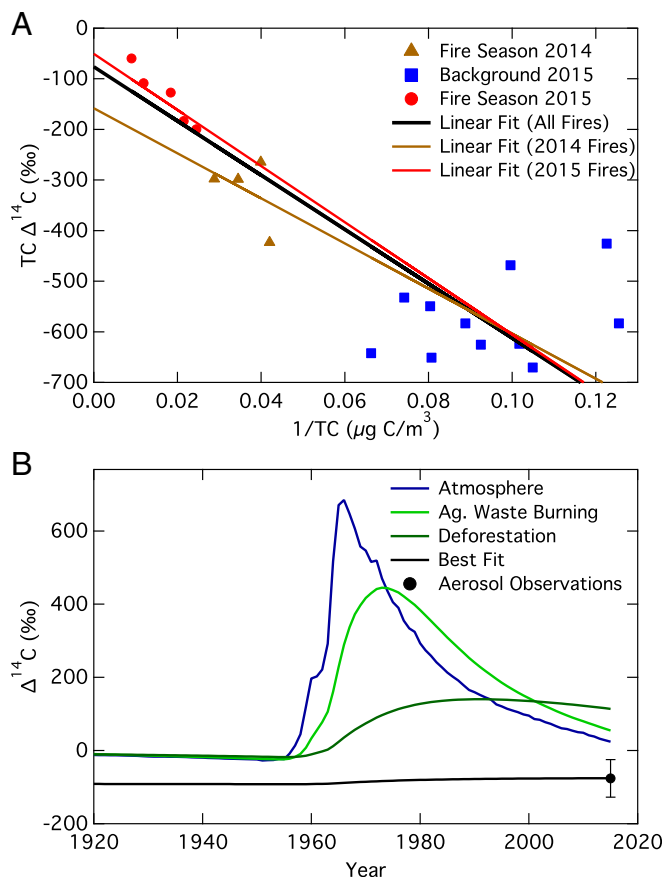 A
0
-100
-200
-300
-400
-500
-600
-700
TC Δ¹⁴C (‰)
Fire Season 2014
Background 2015
Fire Season 2015
Linear Fit (All Fires)
Linear Fit (2014 Fires)
Linear Fit (2015 Fires)
0.00 0.02 0.04 0.06 0.08 0.10 0.12
1/TC (µg C/m³)
B
600
400
200
0
-200
Δ¹⁴C (‰)
Atmosphere
Ag. Waste Burning
Deforestation
Best Fit
Aerosol Observations
1920 1940 1960 1980 2000 2020
Year